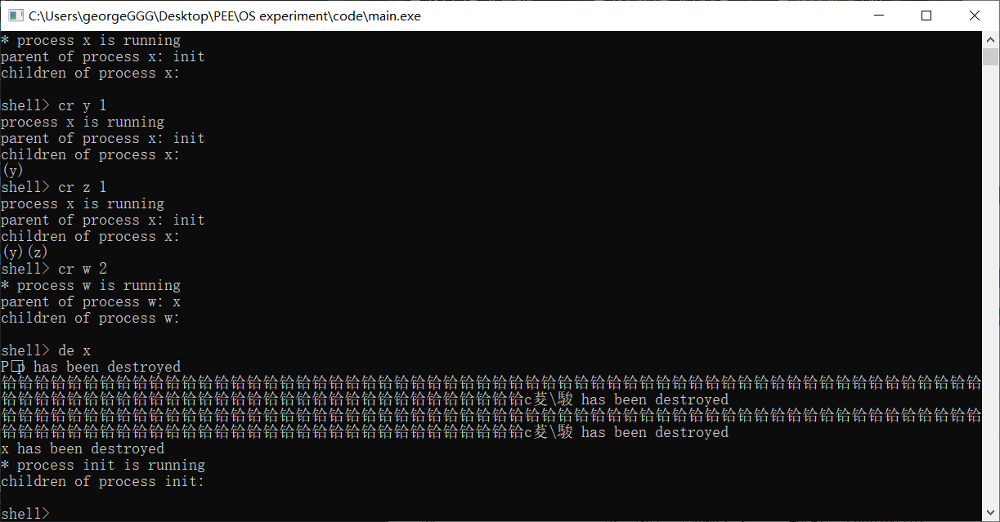 C:\Users\georgeGGG\Desktop\PEE\OS experiment\code\main.exe
* process x is running
parent of process x: init
children of process x:
shell> cr y 1
process x is running
parent of process x: init
children of process x:
(y)
shell> cr z 1
process x is running
parent of process x: init
children of process x:
(y)(z)
shell> cr w 2
* process w is running
parent of process w: x
children of process w:
shell> de x
P□p has been destroyed
铪铪铪铪铪铪铪铪铪铪铪铪铪铪铪铪铪铪铪铪铪铪铪铪铪铪铪铪铪铪铪铪铪铪铪铪铪铪铪铪铪铪铪铪铪铪铪铪铪铪铪铪铪铪铪铪铪铪铪铪
铪铪铪铪铪铪铪铪铪铪铪铪铪铪铪铪铪铪铪铪铪铪铪铪铪铪铪铪铪铪铪铪c菱\駿 has been destroyed
铪铪铪铪铪铪铪铪铪铪铪铪铪铪铪铪铪铪铪铪铪铪铪铪铪铪铪铪铪铪铪铪铪铪铪铪铪铪铪铪铪铪铪铪铪铪铪铪铪铪铪铪铪铪铪铪铪铪铪铪
铪铪铪铪铪铪铪铪铪铪铪铪铪铪铪铪铪铪铪铪铪铪铪铪铪铪铪铪铪铪铪铪c菱\駿 has been destroyed
x has been destroyed
* process init is running
children of process init:
shell>